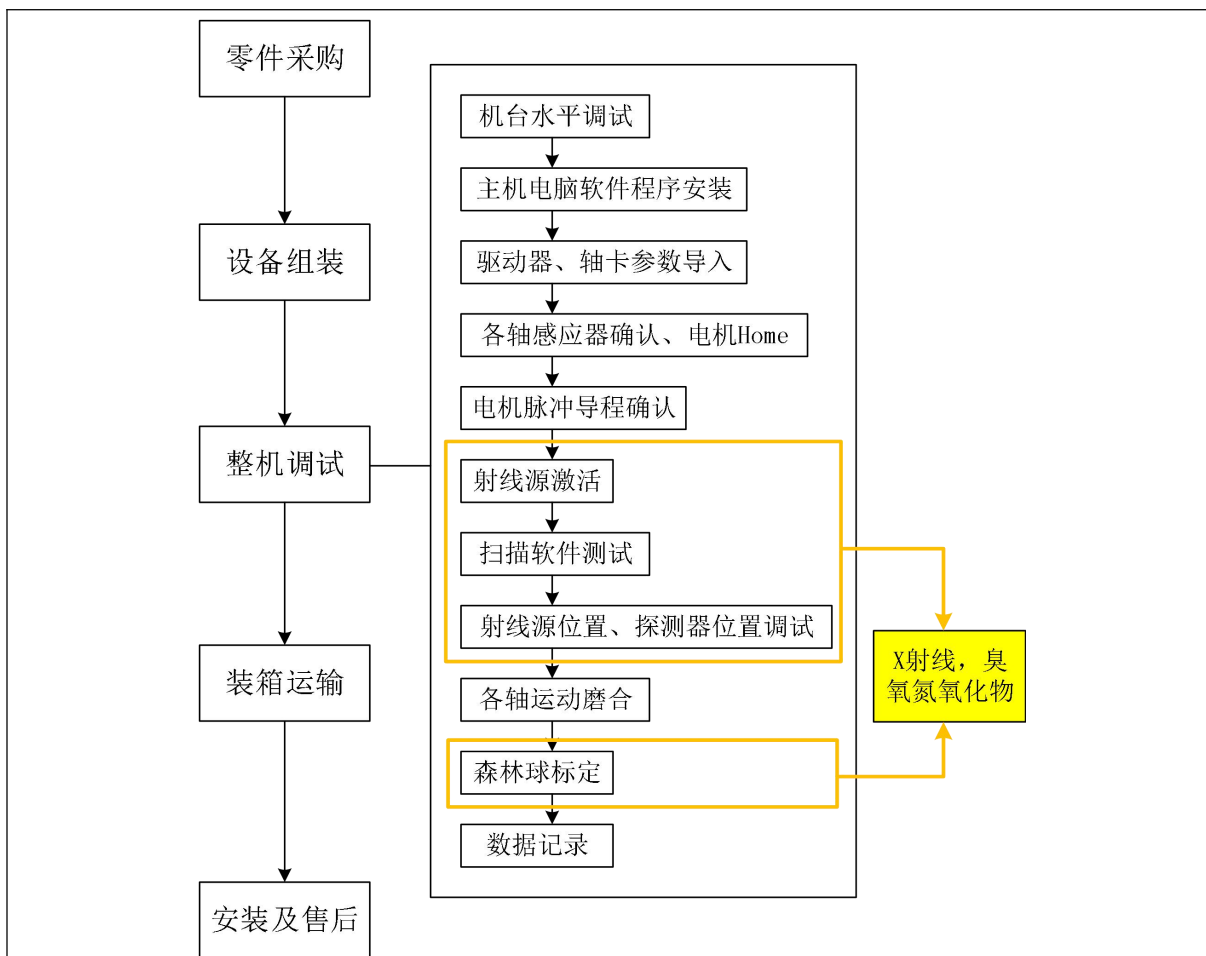 零件采购
设备组装
整机调试
装箱运输
安装及售后
机台水平调试
主机电脑软件程序安装
驱动器、轴卡参数导入
各轴感应器确认、电机Home
电机脉冲导程确认
射线源激活
扫描软件测试
射线源位置、探测器位置调试
各轴运动磨合
森林球标定
数据记录
X射线，臭
氧氮氧化物